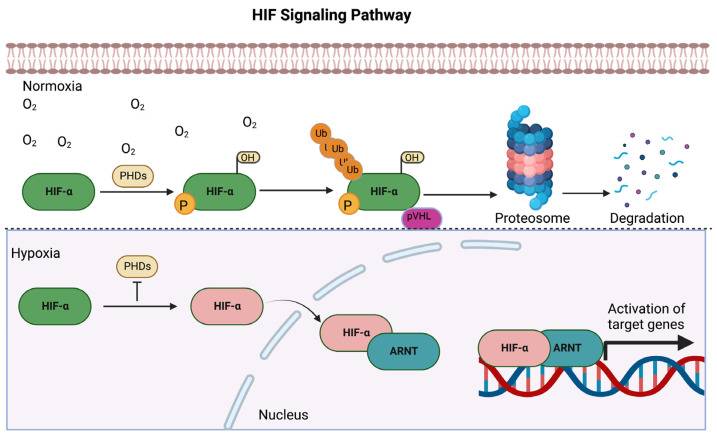 HIF Signaling Pathway
Normoxia
O2
O2
O2
O2
O2
O2
O2
HIF-α
PHDs
OH
HIF-α
P
Ub
Ub
Ub
OH
HIF-α
P
pVHL
Proteosome
Degradation
Hypoxia
PHDs
HIF-α
HIF-α
HIF-α
ARNT
Nucleus
Activation of
target genes
HIF-α
ARNT